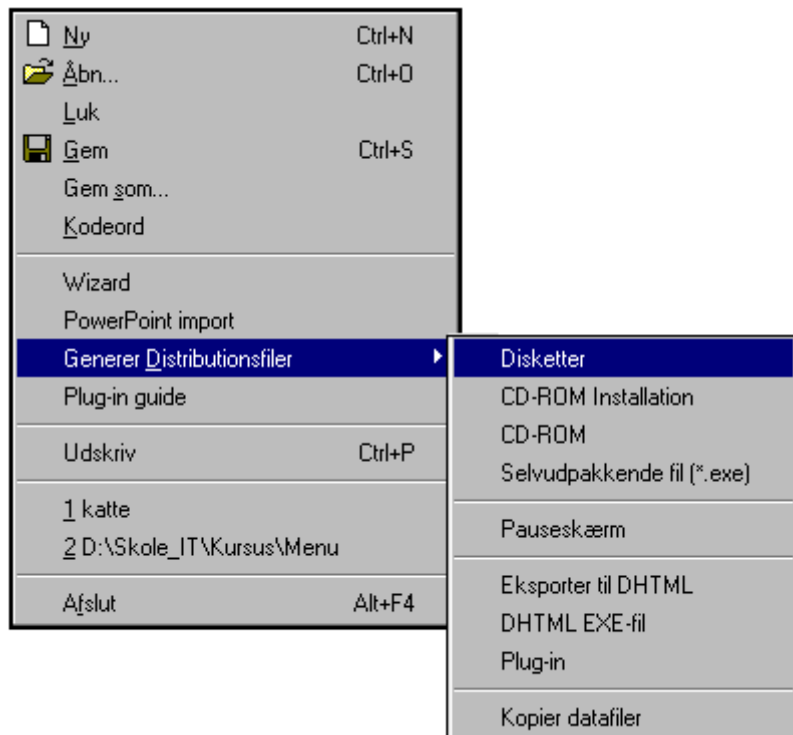 Ny Ctrl+N
Åbn... Ctrl+O
Luk
Gem Ctrl+S
Gem som...
Kodeord
Wizard
PowerPoint import
Generer Distributionsfiler
Plug-in guide
Udskriv Ctrl+P
1 katte
2 D:\Skole_IT\Kursus\Menu
Afslut Alt+F4
Disketter
CD-ROM Installation
CD-ROM
Selvudpakkende fil (*.exe)
Pauseskærm
Eksporter til DHTML
DHTML EXE-fil
Plug-in
Kopier datafiler